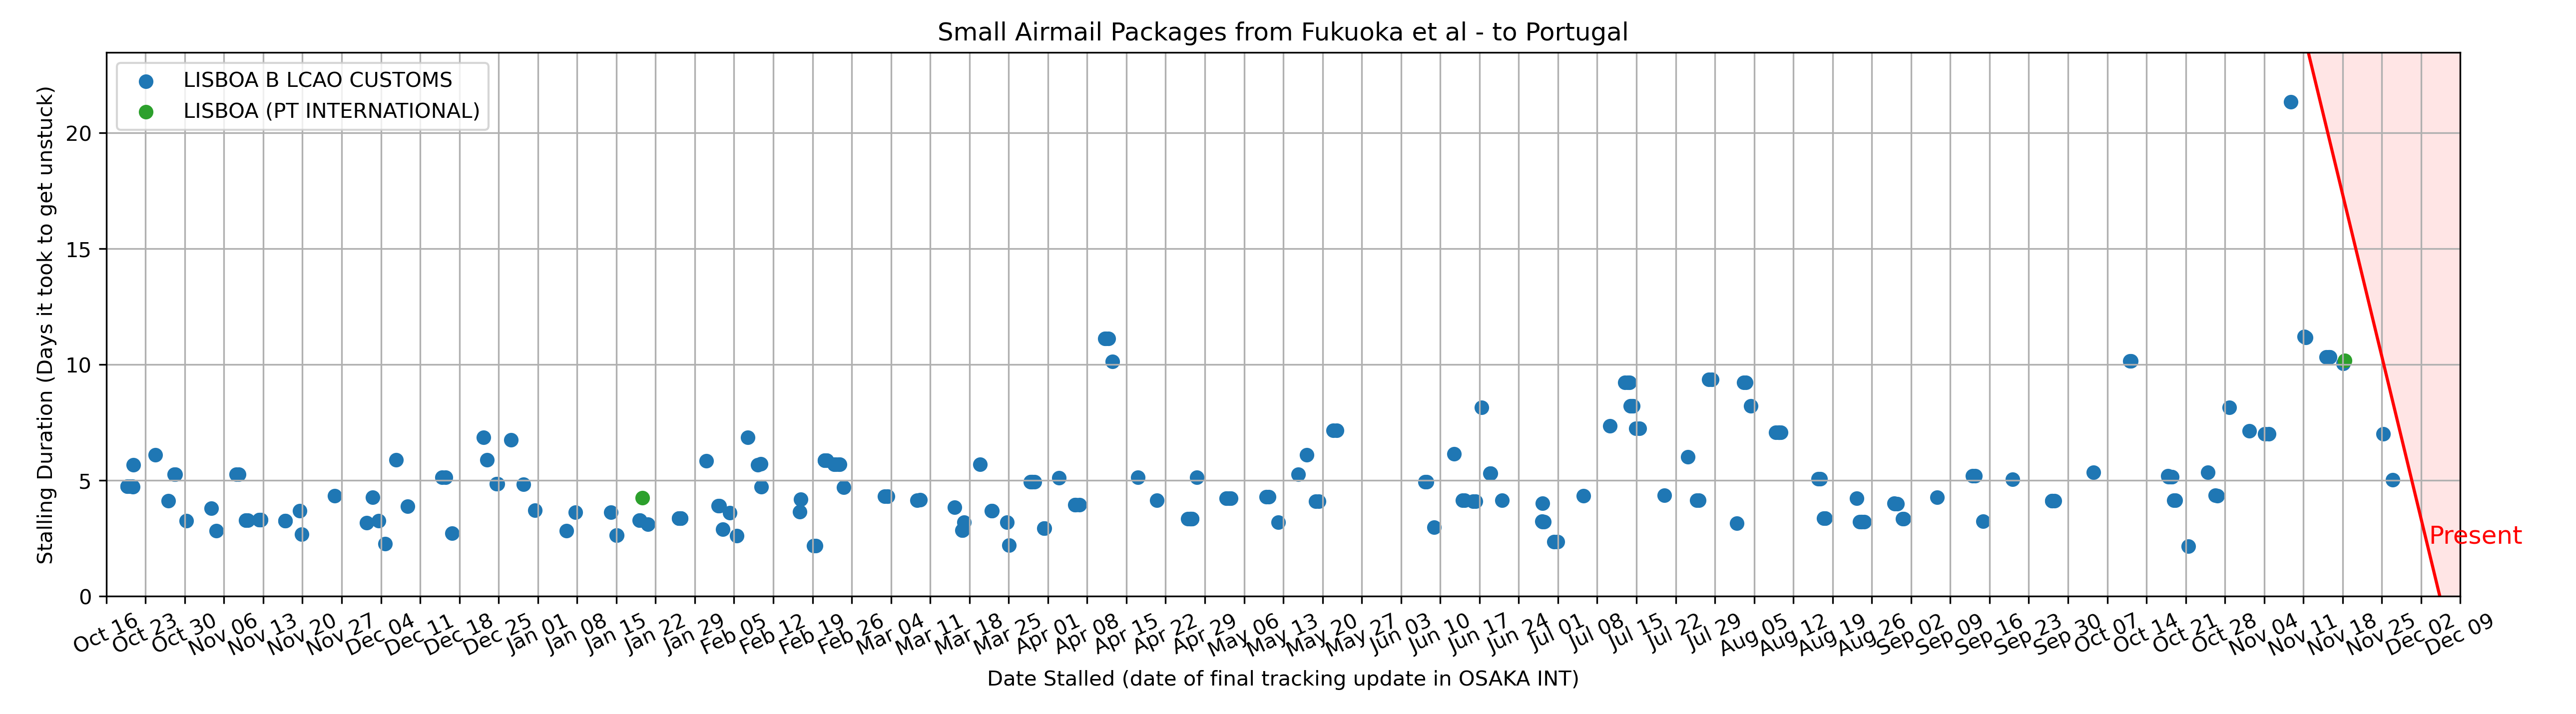 Small Airmail Packages from Fukuoka et al - to Portugal
LISBOA B LCAO CUSTOMS
LISBOA (PT INTERNATIONAL)
Stalling Duration (Days it took to get unstuck)
20
15
10
5
0
Present
Oct 16
Oct 23
Oct 30
Nov 06
Nov 13
Nov 20
Nov 27
Dec 04
Dec 11
Dec 18
Dec 25
Jan 01
Jan 08
Jan 15
Jan 22
Jan 29
Feb 05
Feb 12
Feb 19
Feb 26
Mar 04
Mar 11
Mar 18
Mar 25
Apr 01
Apr 08
Apr 15
Apr 22
Apr 29
May 06
May 13
May 20
May 27
Jun 03
Jun 10
Jun 17
Jun 24
Jul 01
Jul 08
Jul 15
Jul 22
Jul 29
Aug 05
Aug 12
Aug 19
Aug 26
Sep 02
Sep 09
Sep 16
Sep 23
Sep 30
Oct 07
Oct 14
Oct 21
Oct 28
Nov 04
Nov 11
Nov 18
Nov 25
Dec 02
Dec 09
Date Stalled (date of final tracking update in OSAKA INT)